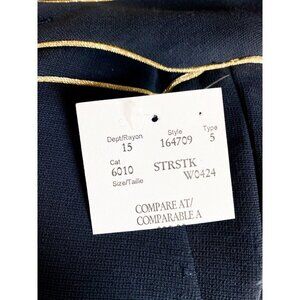 Dept/Rayon Style Type
15 164709 5
Cat
6010 STRSTK
Size/Taille W0424
COMPARE AT/
COMPARABLE A